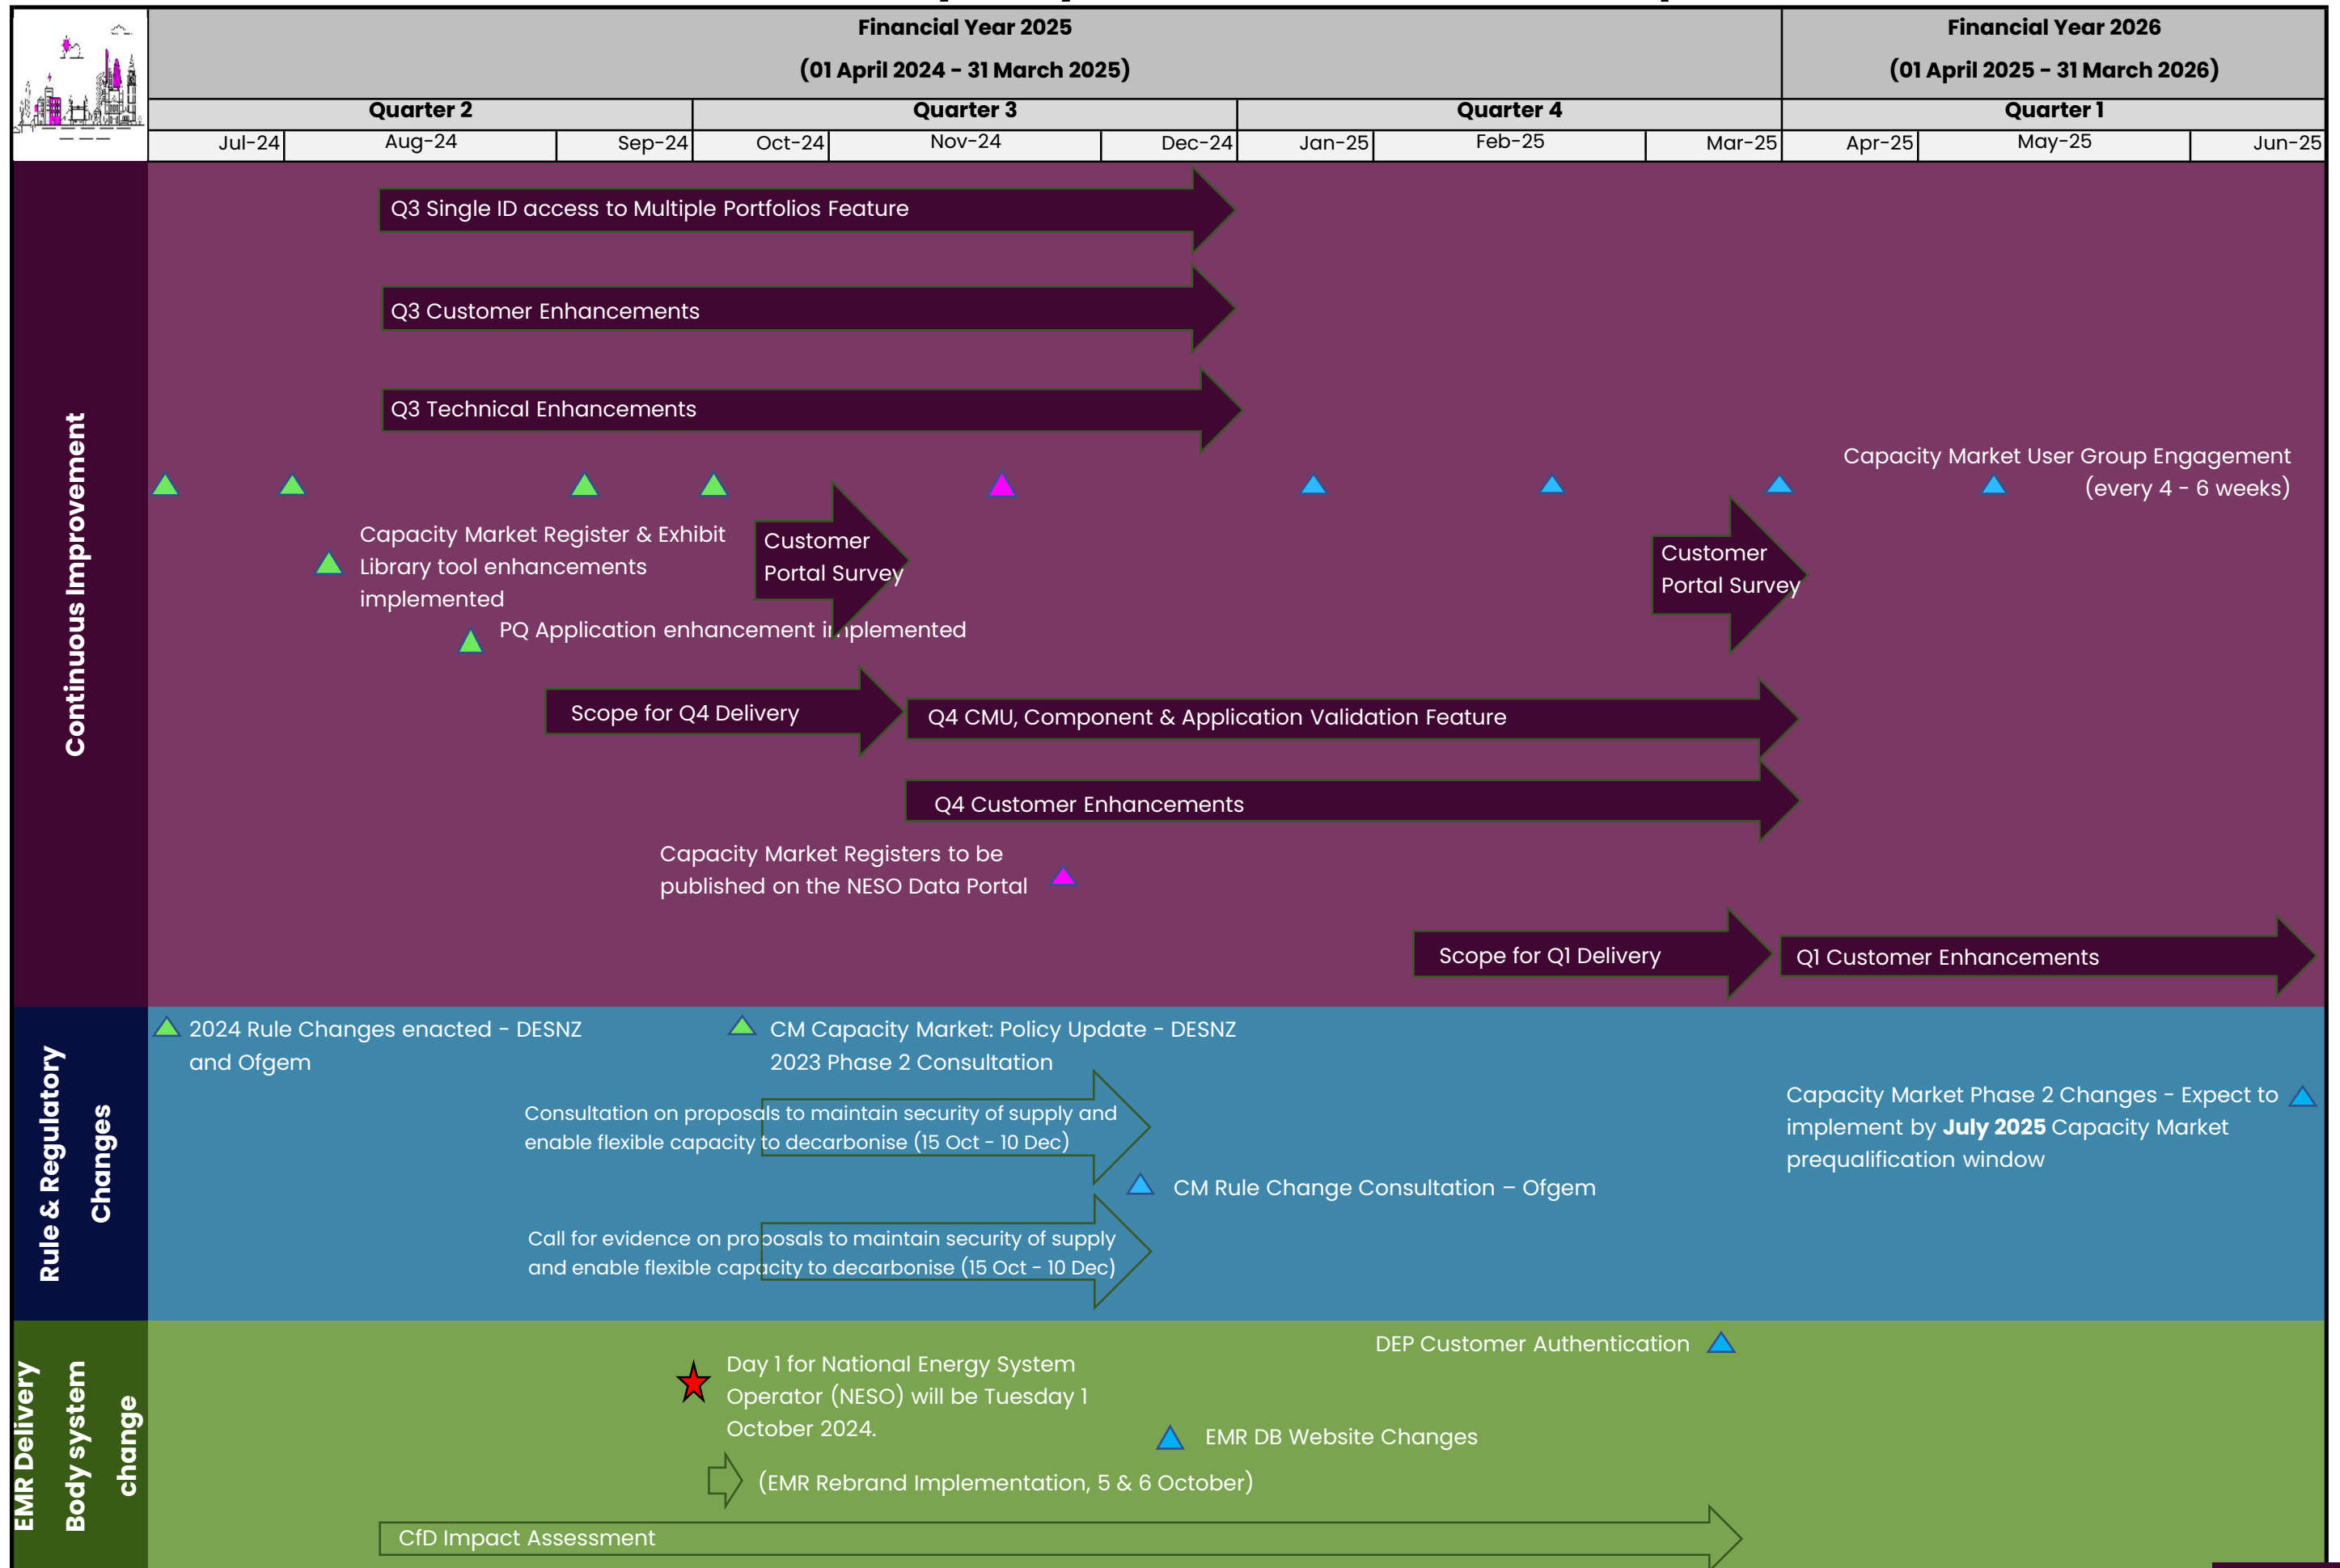 Financial Year 2025
(01 April 2024 - 31 March 2025)
Financial Year 2026
(01 April 2025 - 31 March 2026)
Quarter 2
Quarter 3
Quarter 4
Quarter 1
Jul-24
Aug-24
Sep-24
Oct-24
Nov-24
Dec-24
Jan-25
Feb-25
Mar-25
Apr-25
May-25
Jun-25
Continuous Improvement
Q3 Single ID access to Multiple Portfolios Feature
Q3 Customer Enhancements
Q3 Technical Enhancements
Capacity Market User Group Engagement
(every 4 - 6 weeks)
Capacity Market Register & Exhibit
Library tool enhancements
implemented
Customer
Portal Survey
Customer
Portal Survey
PQ Application enhancement implemented
Scope for Q4 Delivery
Q4 CMU, Component & Application Validation Feature
Q4 Customer Enhancements
Capacity Market Registers to be
published on the NESO Data Portal
Scope for Q1 Delivery
Q1 Customer Enhancements
Rule & Regulatory
Changes
2024 Rule Changes enacted - DESNZ
and Ofgem
CM Capacity Market: Policy Update - DESNZ
2023 Phase 2 Consultation
Consultation on proposals to maintain security of supply and
enable flexible capacity to decarbonise (15 Oct - 10 Dec)
Capacity Market Phase 2 Changes - Expect to
implement by July 2025 Capacity Market
prequalification window
CM Rule Change Consultation – Ofgem
Call for evidence on proposals to maintain security of supply
and enable flexible capacity to decarbonise (15 Oct - 10 Dec)
EMR Delivery
Body system
change
DEP Customer Authentication
Day 1 for National Energy System
Operator (NESO) will be Tuesday 1
October 2024.
EMR DB Website Changes
(EMR Rebrand Implementation, 5 & 6 October)
CfD Impact Assessment